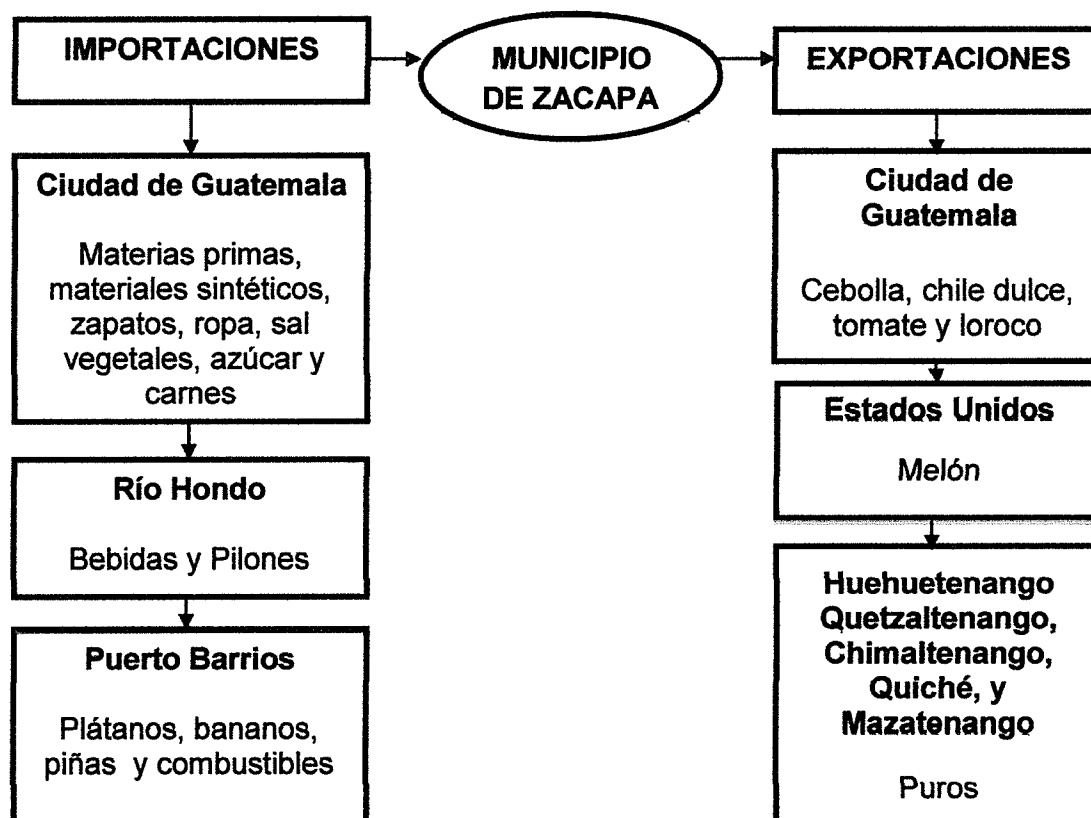 IMPORTACIONES
MUNICIPIO
DE ZACAPA
EXPORTACIONES
Ciudad de Guatemala
Materias primas,
materiales sintéticos,
zapatos, ropa, sal
vegetales, azúcar y
carnes
Río Hondo
Bebidas y Pilones
Puerto Barrios
Plátanos, bananos,
piñas y combustibles
Ciudad de
Guatemala
Cebolla, chile dulce,
tomate y loroco
Estados Unidos
Melón
Huehuetenango
Quetzaltenango,
Chimaltenango,
Quiché, y
Mazatenango
Puros